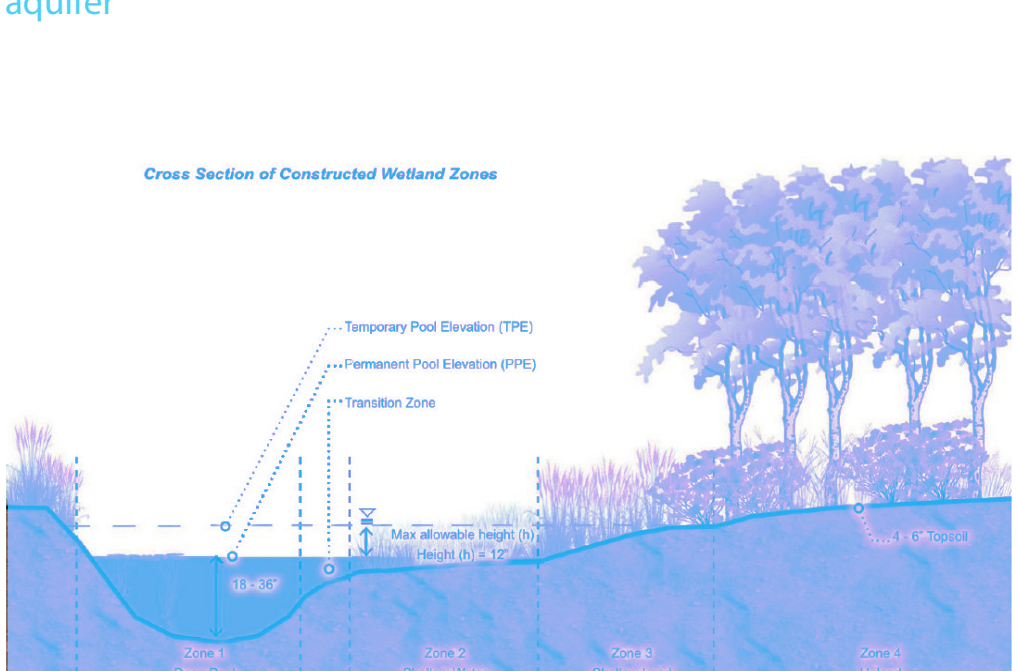 aquifer
Cross Section of Constructed Wetland Zones
Temporary Pool Elevation (TPE)
Permanent Pool Elevation (PPE)
Transition Zone
Max allowable height (h)
Height (h) = 12"
4 - 6" Topsoil
18 - 36"
Zone 1
Zone 2
Zone 3
Zone 4